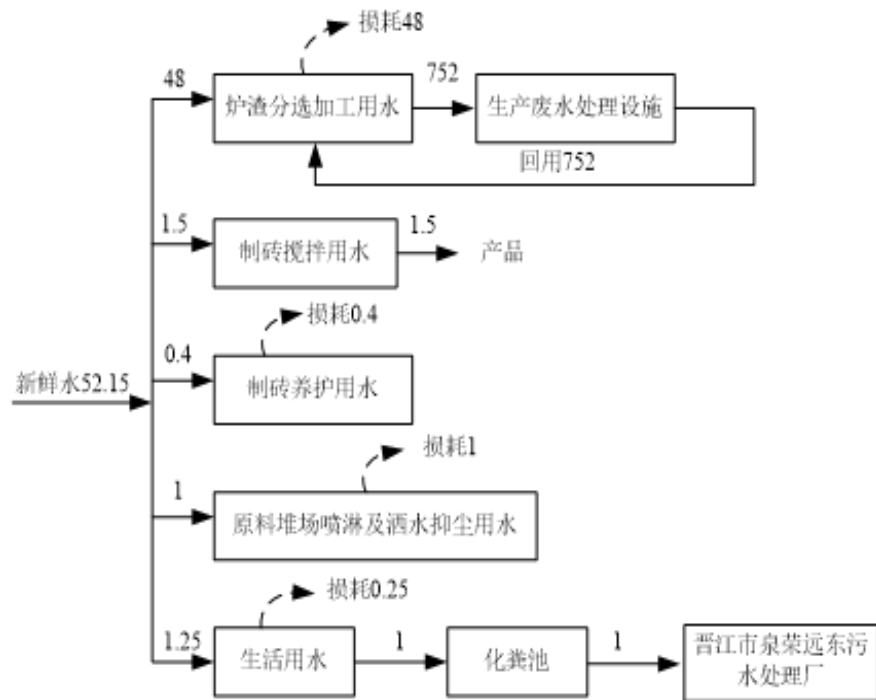 损耗48
48
炉渣分选加工用水
752
生产废水处理设施
回用752
1.5
制砖搅拌用水
1.5
产品
损耗0.4
0.4
制砖养护用水
新鲜水52.15
损耗1
1
原料堆场喷淋及洒水抑尘用水
损耗0.25
1.25
生活用水
1
化粪池
1
晋江市泉荣远东污
水处理厂